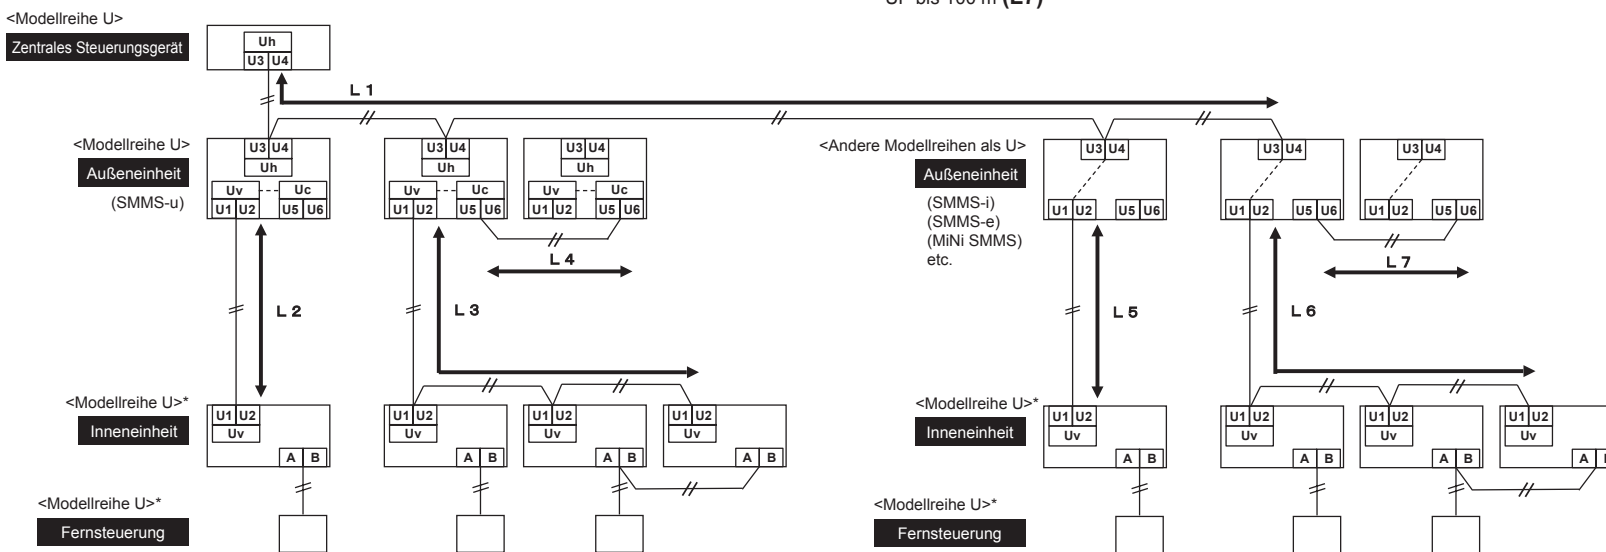 UP bis 100 m (L7)
<Modellreihe U>
Zentrales Steuerungsgerät
Uh
U3 U4
L 1
<Modellreihe U>
Außeneinheit
(SMMS-u)
U3 U4
Uh
Uv Uc
U1 U2 U5 U6
U3 U4
Uh
Uv Uc
U1 U2 U5 U6
U3 U4
Uh
Uv Uc
U1 U2 U5 U6
<Andere Modellreihen als U>
Außeneinheit
(SMMS-i)
(SMMS-e)
(MiNi SMMS)
etc.
U3 U4
U1 U2 U5 U6
U3 U4
U1 U2 U5 U6
U3 U4
U1 U2 U5 U6
L 2
L 3
L 4
L 5
L 6
L 7
<Modellreihe U>*
Inneneinheit
U1 U2
Uv
A B
U1 U2
Uv
A B
U1 U2
Uv
A B
U1 U2
Uv
A B
<Modellreihe U>*
Inneneinheit
U1 U2
Uv
A B
U1 U2
Uv
A B
U1 U2
Uv
A B
U1 U2
Uv
A
<Modellreihe U>*
Fernsteuerung
<Modellreihe U>*
Fernsteuerung